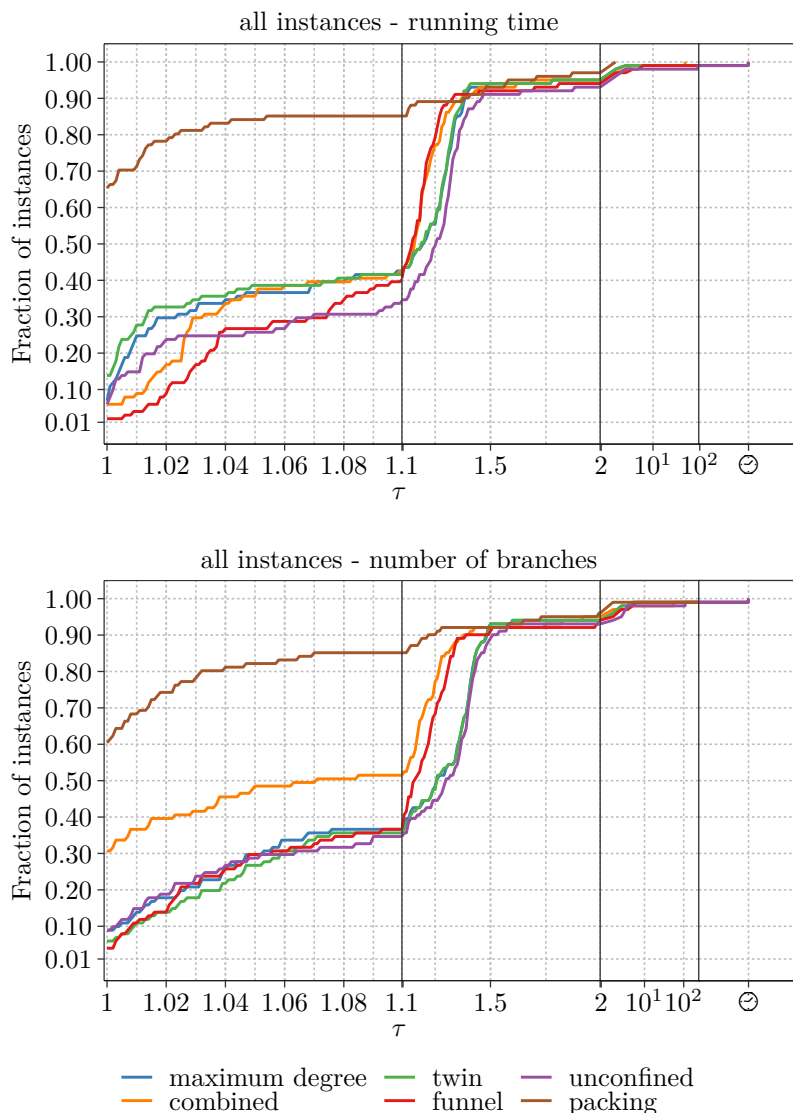 all instances - running time
Fraction of instances
1.00
0.90
0.80
0.70
0.60
0.50
0.40
0.30
0.20
0.10
0.01
1 1.02 1.04 1.06 1.08 1.1 1.5 2 10¹ 10²
τ
all instances - number of branches
Fraction of instances
1.00
0.90
0.80
0.70
0.60
0.50
0.40
0.30
0.20
0.10
0.01
1 1.02 1.04 1.06 1.08 1.1 1.5 2 10¹ 10²
τ
maximum degree twin unconfined
combined funnel packing